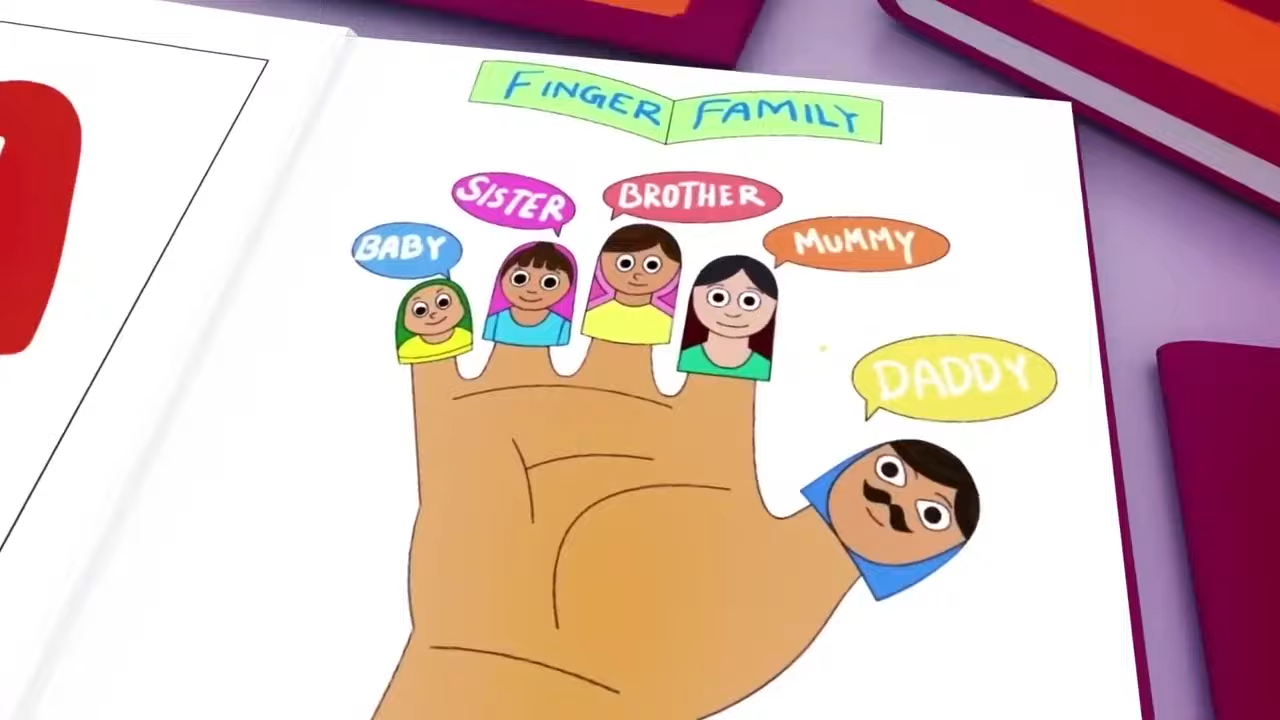 FINGER FAMILY
SISTER
BROTHER
BABY
MUMMY
DADDY